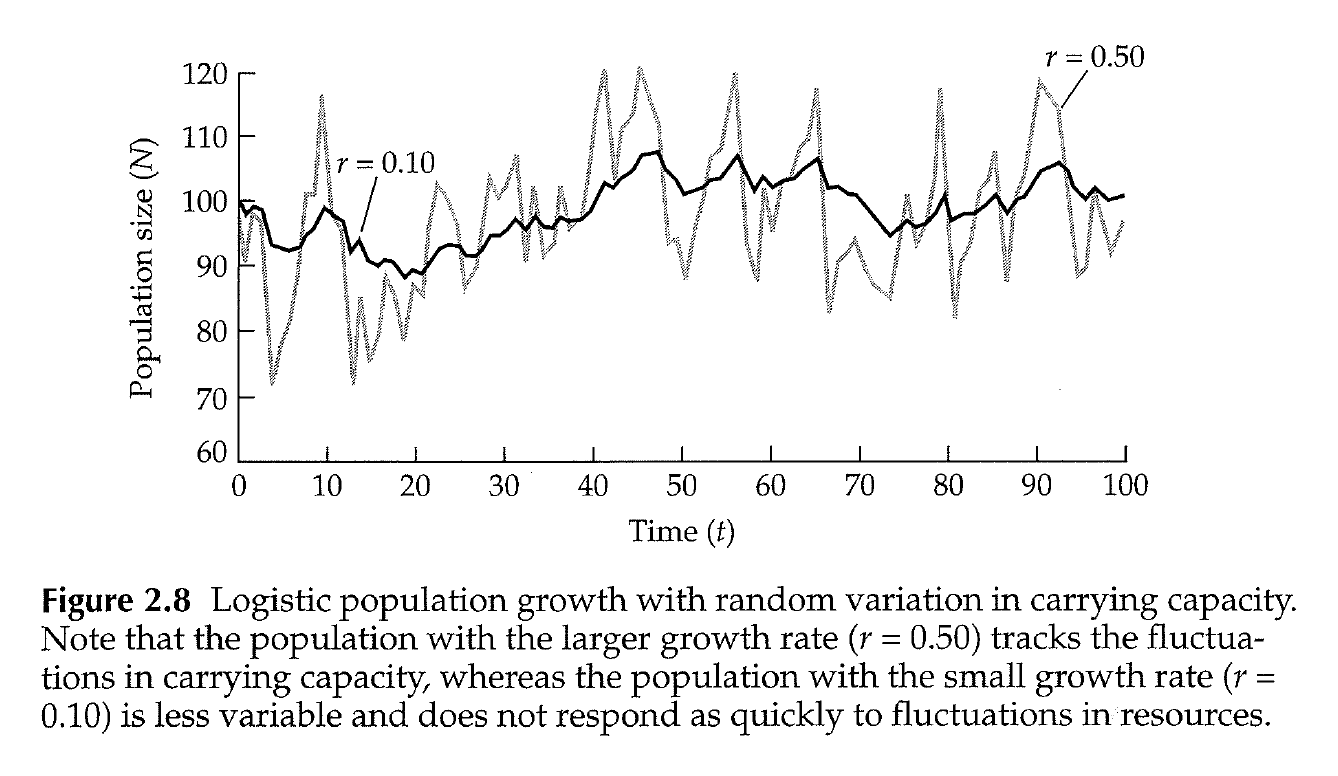 r = 0.50
120
110
r = 0.10
100
90
80
70
60
Population size (N)
0 10 20 30 40 50 60 70 80 90 100
Time (t)
Figure 2.8 Logistic population growth with random variation in carrying capacity.
Note that the population with the larger growth rate (r = 0.50) tracks the fluctua-
tions in carrying capacity, whereas the population with the small growth rate (r =
0.10) is less variable and does not respond as quickly to fluctuations in resources.